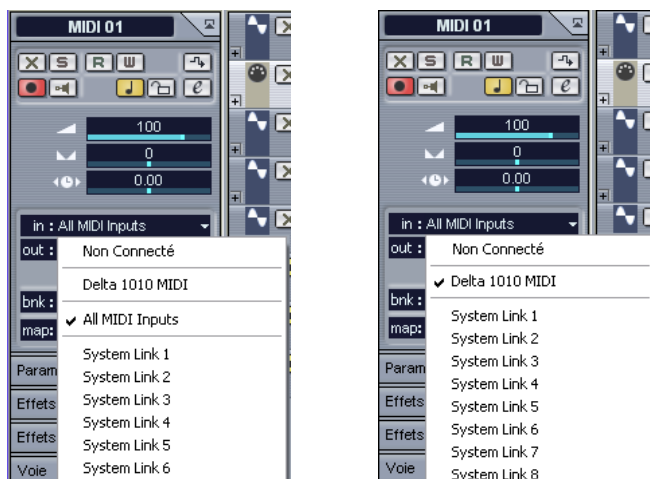 MIDI 01
X S R W
e
100
0
0.00
in : All MIDI Inputs
out :
Non Connecté
Delta 1010 MIDI
bnk :
All MIDI Inputs
map:
System Link 1
Param
System Link 2
Effets
System Link 3
System Link 4
Effets
System Link 5
Voie
System Link 6
MIDI 01
X S R W
e
100
0
0.00
in : All MIDI Inputs
out :
Non Connecté
Delta 1010 MIDI
bnk :
System Link 1
map:
System Link 2
Param
System Link 3
System Link 4
Effets
System Link 5
Effets
System Link 6
System Link 7
Voie
System Link 8